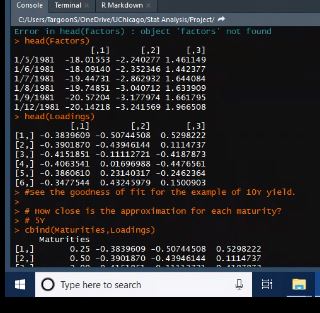 Console Terminal × R Markdown ×
C:/Users/TargoonS/OneDrive/UChicago/Stat Analysis/Project/
Error in head(factors) : object 'factors' not found
> head(Factors)
[,1] [,2] [,3]
1/5/1981 -18.01553 -2.240277 1.461149
1/6/1981 -18.09140 -2.352346 1.442377
1/7/1981 -19.44731 -2.862932 1.644084
1/8/1981 -19.74851 -3.040712 1.633909
1/9/1981 -20.57204 -3.177974 1.661795
1/12/1981 -20.14218 -3.241569 1.966508
> head(Loadings)
[,1] [,2] [,3]
[1,] -0.3839609 -0.50744508 0.5298222
[2,] -0.3901870 -0.43946144 0.1114737
[3,] -0.4151851 -0.11112721 -0.4187873
[4,] -0.4063541 0.01696988 -0.4476561
[5,] -0.3860610 0.23140317 -0.2462364
[6,] -0.3477544 0.43245979 0.1500903
> #see the goodness of fit for the example of 10Y yield.
>
> # How close is the approximation for each maturity?
> # 5Y
> cbind(Maturities,Loadings)
Maturities
[1,] 0.25 -0.3839609 -0.50744508 0.5298222
[2,] 0.50 -0.3901870 -0.43946144 0.1114737
Type here to search